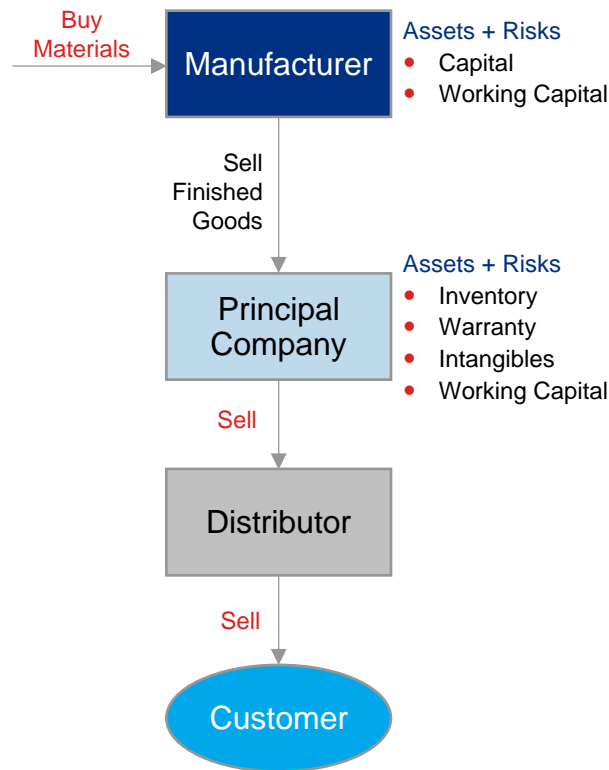 Buy
Materials
Manufacturer
Assets + Risks
• Capital
• Working Capital
Sell
Finished
Goods
Principal
Company
Assets + Risks
• Inventory
• Warranty
• Intangibles
• Working Capital
Sell
Distributor
Sell
Customer